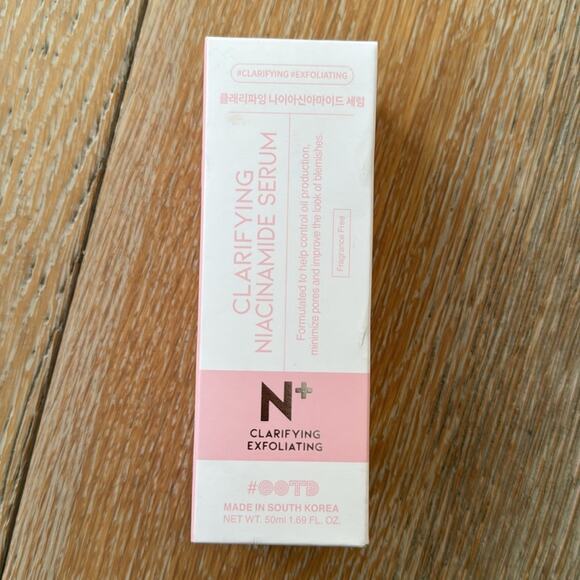 #CLARIFYING #EXFOLIATING
클래리파잉 나이아신아마이드 세럼
CLARIFYING
NIACINAMIDE SERUM
Formulated to help control oil production,
minimize pores and improve the look of blemishes.
Fragrance Free
N+
CLARIFYING
EXFOLIATING
#OOTD
MADE IN SOUTH KOREA
NET WT. 50ml 1.69 FL. OZ.